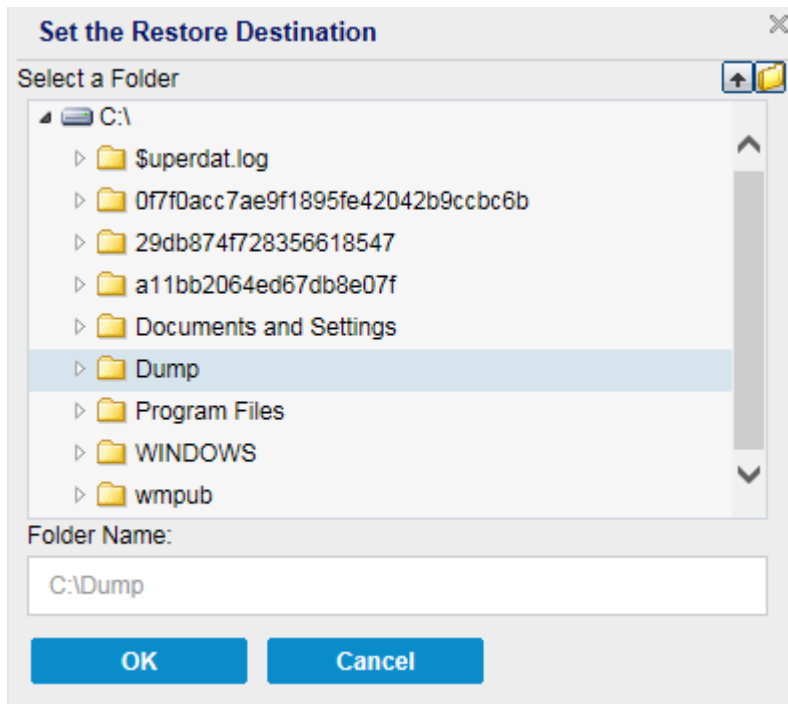 Set the Restore Destination
Select a Folder
C:\
$uperdat.log
0f7f0acc7ae9f1895fe42042b9ccbc6b
29db874f728356618547
a11bb2064ed67db8e07f
Documents and Settings
Dump
Program Files
WINDOWS
wmpub
Folder Name:
C:\Dump
OK Cancel